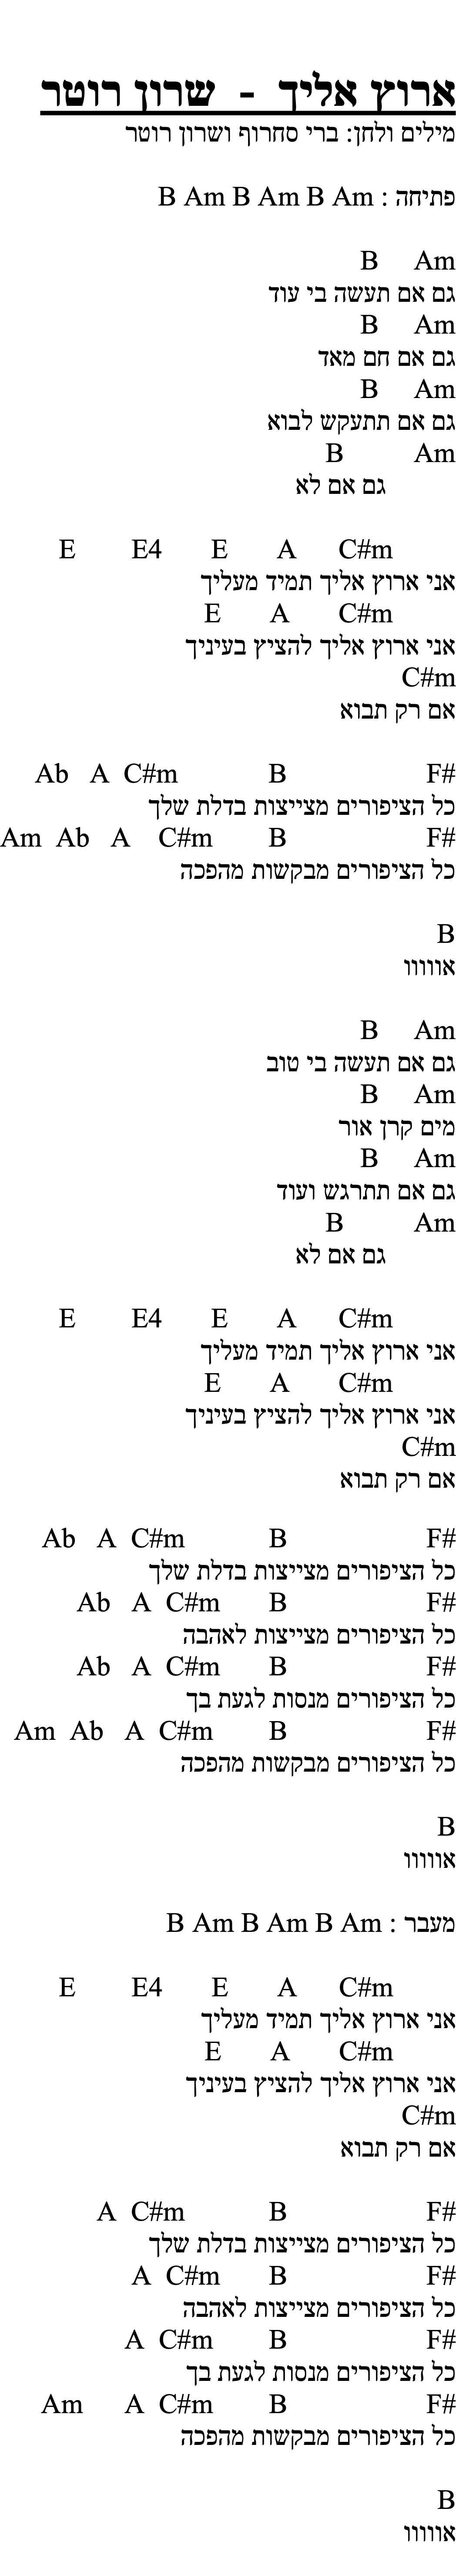 ארוץ אליך - שרון רוטר
מילים ולחן: ברי סחרוף ושרון רוטר
פתיחה : B Am B Am B Am
B Am
גם אם תעשה בי עוד
B Am
גם אם חם מאד
B Am
גם אם תתעקש לבוא
B Am
גם אם לא
E E4 E A C#m
אני ארוץ אליך תמיד מעליך
E A C#m
אני ארוץ אליך להציץ בעיניך
C#m
אם רק תבוא
Ab A C#m B F#
כל הציפורים מצייצות בדלת שלך
Am Ab A C#m B F#
כל הציפורים מבקשות מהפכה
B
אווווו
B Am
גם אם תעשה בי טוב
B Am
מים קרן אור
B Am
גם אם תתרגש ועוד
B Am
גם אם לא
E E4 E A C#m
אני ארוץ אליך תמיד מעליך
E A C#m
אני ארוץ אליך להציץ בעיניך
C#m
אם רק תבוא
Ab A C#m B F#
כל הציפורים מצייצות בדלת שלך
Ab A C#m B F#
כל הציפורים מצייצות לאהבה
Ab A C#m B F#
כל הציפורים מנסות לגעת בך
Am Ab A C#m B F#
כל הציפורים מבקשות מהפכה
B
אווווו
מעבר : B Am B Am B Am
E E4 E A C#m
אני ארוץ אליך תמיד מעליך
E A C#m
אני ארוץ אליך להציץ בעיניך
C#m
אם רק תבוא
A C#m B F#
כל הציפורים מצייצות בדלת שלך
A C#m B F#
כל הציפורים מצייצות לאהבה
A C#m B F#
כל הציפורים מנסות לגעת בך
Am A C#m B F#
כל הציפורים מבקשות מהפכה
B
אווווו